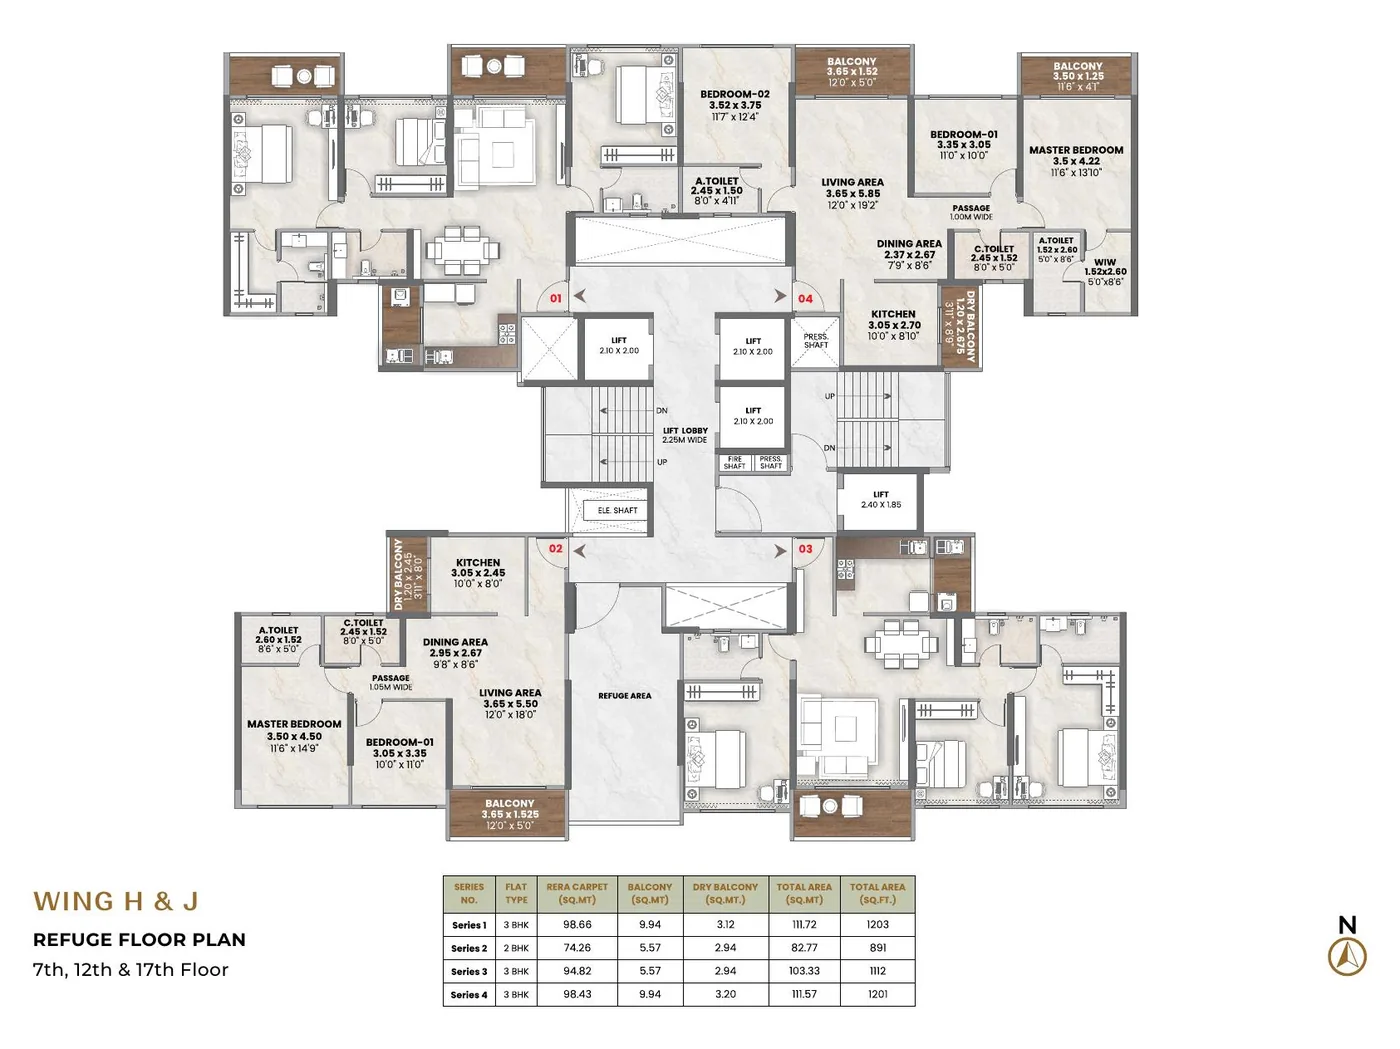 BALCONY
3.65 x 1.52
12'0" x 5'0"
BALCONY
3.50 x 1.25
11'6" x 4'1"
BEDROOM-02
3.52 x 3.75
11'7" x 12'4"
BEDROOM-01
3.35 x 3.05
11'0" x 10'0"
MASTER BEDROOM
3.5 x 4.22
11'6" x 13'10"
A.TOILET
2.45 x 1.50
8'0" x 4'11"
LIVING AREA
3.65 x 5.85
12'0" x 19'2"
PASSAGE
1.00M WIDE
DINING AREA
2.37 x 2.67
7'9" x 8'6"
C.TOILET
2.45 x 1.52
8'0" x 5'0"
A.TOILET
1.52 x 2.60
5'0" x 8'6"
WIW
1.52x2.60
5'0"x8'6"
01
04
KITCHEN
3.05 x 2.70
10'0" x 8'10"
DRY BALCONY
1.20 x 2.675
3'11" x 8'9"
LIFT
2.10 X 2.00
LIFT
2.10 X 2.00
PRESS.
SHAFT
DN
UP
LIFT LOBBY
2.25M WIDE
LIFT
2.10 X 2.00
UP
DN
FIRE
SHAFT
PRESS.
SHAFT
ELE. SHAFT
LIFT
2.40 X 1.85
02
03
DRY BALCONY
1.20 x 2.45
3'11" x 8'0"
KITCHEN
3.05 x 2.45
10'0" x 8'0"
A.TOILET
2.60 x 1.52
8'6" x 5'0"
C.TOILET
2.45 x 1.52
8'0" x 5'0"
DINING AREA
2.95 x 2.67
9'8" x 8'6"
PASSAGE
1.05M WIDE
LIVING AREA
3.65 x 5.50
12'0" x 18'0"
REFUGE AREA
MASTER BEDROOM
3.50 x 4.50
11'6" x 14'9"
BEDROOM-01
3.05 x 3.35
10'0" x 11'0"
BALCONY
3.65 x 1.525
12'0" x 5'0"
WING H & J
REFUGE FLOOR PLAN
7th, 12th & 17th Floor
SERIES NO. FLAT TYPE RERA CARPET (SQ.MT) BALCONY (SQ.MT) DRY BALCONY (SQ.MT.) TOTAL AREA (SQ.MT) TOTAL AREA (SQ.FT.)
Series 1 3 BHK 98.66 9.94 3.12 111.72 1203
Series 2 2 BHK 74.26 5.57 2.94 82.77 891
Series 3 3 BHK 94.82 5.57 2.94 103.33 1112
Series 4 3 BHK 98.43 9.94 3.20 111.57 1201
N